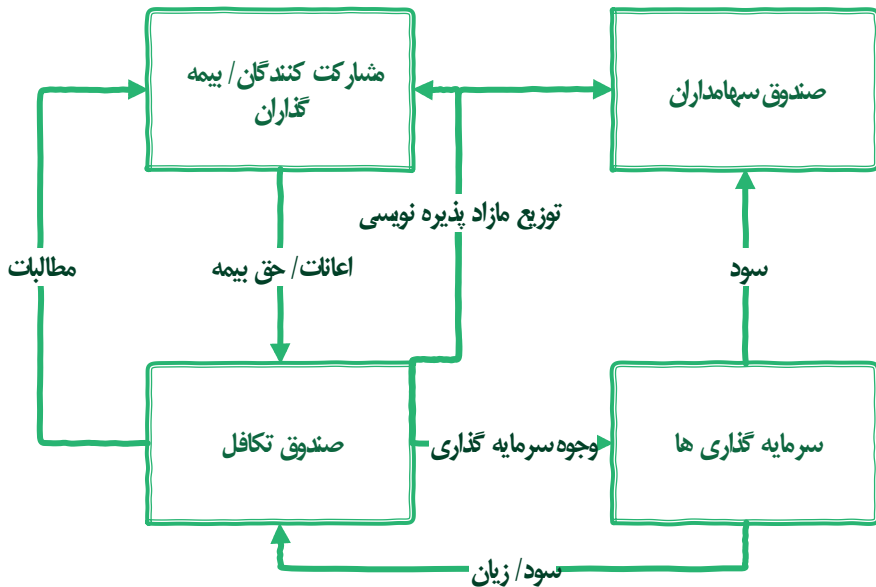 مشارکت کنندگان/ بیمه
گذاران
صندوق سهامداران
توزیع مازاد پذیره نویسی
مطالبات
اعانات/ حق بیمه
سود
صندوق تکافل
وجوه سرمایه گذاری
سرمایه گذاری ها
سود/ زیان